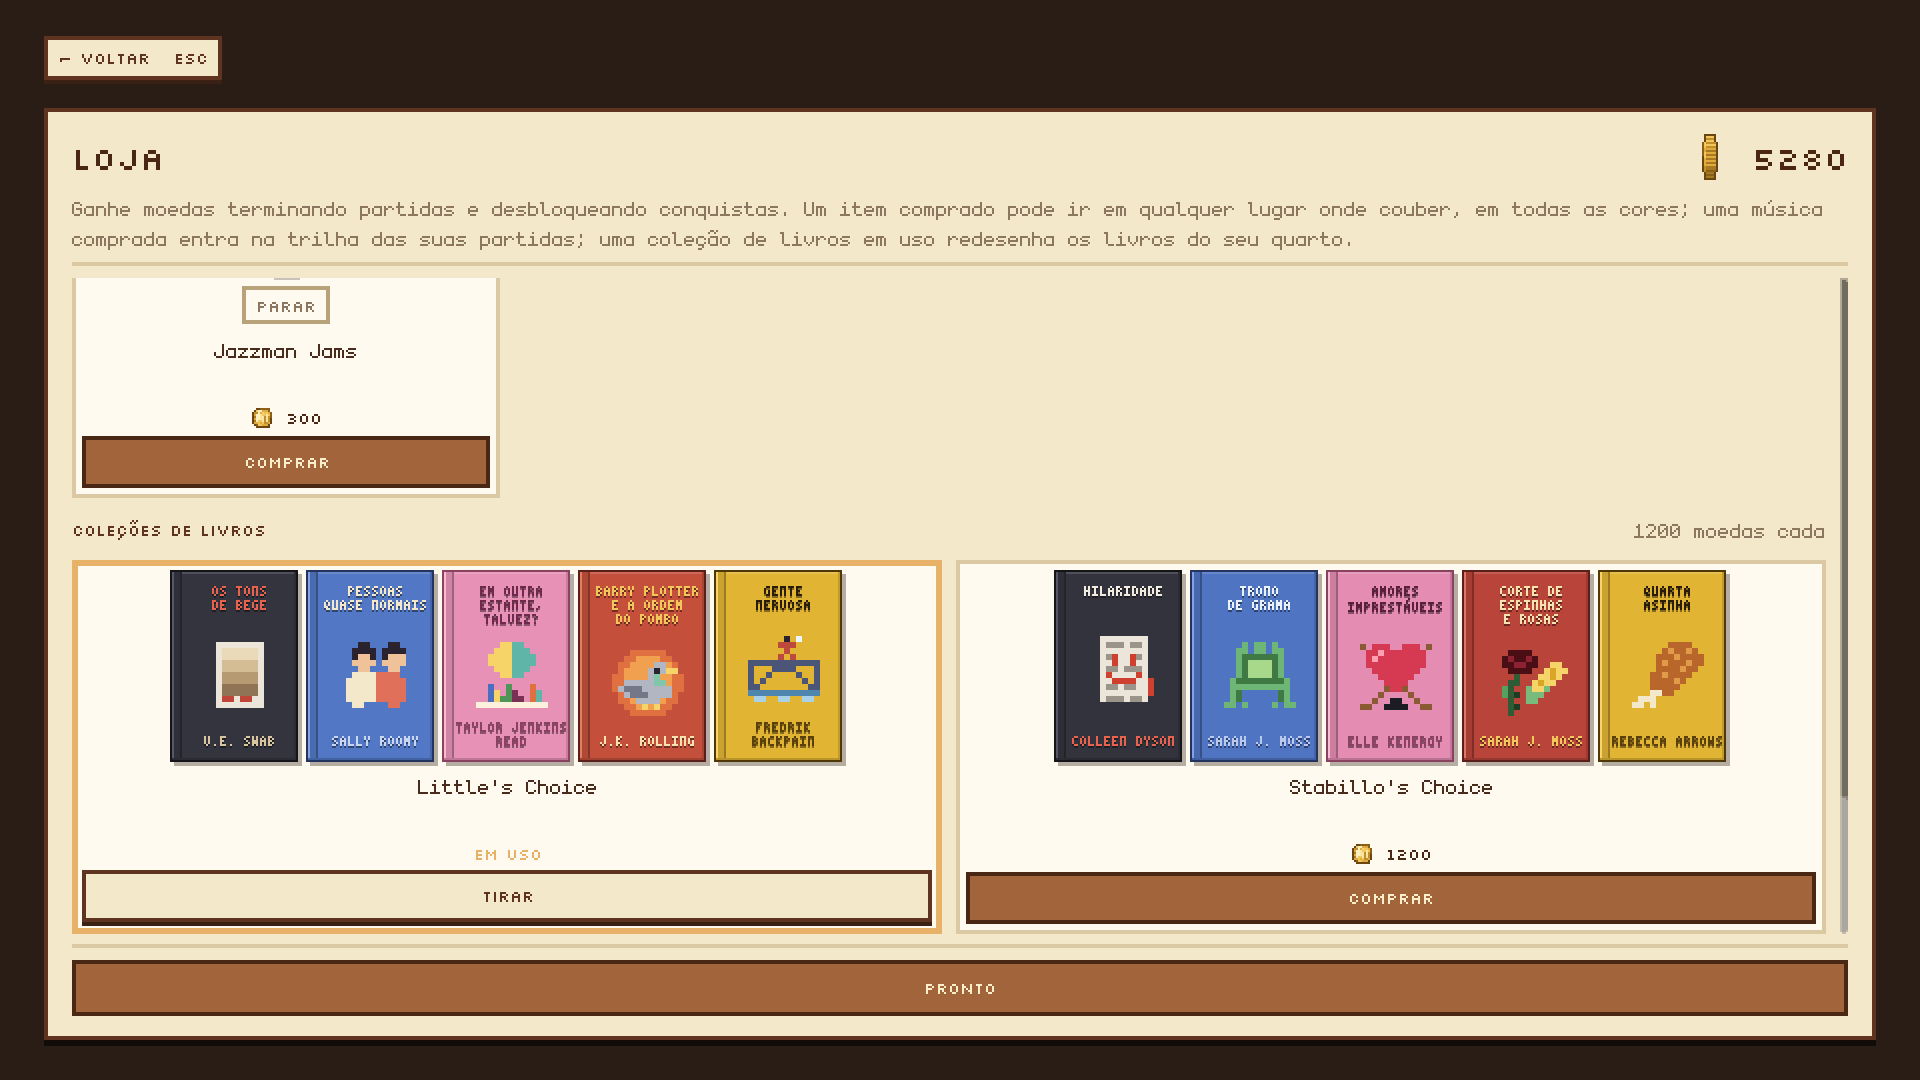 ← VOLTAR ESC
LOJA
5280
Ganhe moedas terminando partidas e desbloqueando conquistas. Um item comprado pode ir em qualquer lugar onde couber, em todas as cores; uma música
comprada entra na trilha das suas partidas; uma coleção de livros em uso redesenha os livros do seu quarto.
PARAR
Jazzman Jams
300
COMPRAR
COLEÇÕES DE LIVROS
1200 moedas cada
OS TONS
DE BEGE
V.E. SWAB
PESSOAS
QUASE NORMAIS
SALLY ROOMY
EM OUTRA
ESTANTE,
TALVEZ?
TAYLOR JENKINS
READ
BARRY PLOTTER
E A ORDEM
DO POMBO
J.K. ROLLING
GENTE
NERVOSA
FREDRIK
BACKPAIN
Little's Choice
EM USO
TIRAR
HILARIDADE
COLLEEN DYSON
TRONO
DE GRAMA
SARAH J. MOSS
AMORES
IMPRESTÁVEIS
ELLE KENERGY
CORTE DE
ESPINHAS
E ROSAS
SARAH J. MOSS
QUARTA
ASINHA
REBECCA ARROWS
Stabillo's Choice
1200
COMPRAR
PRONTO